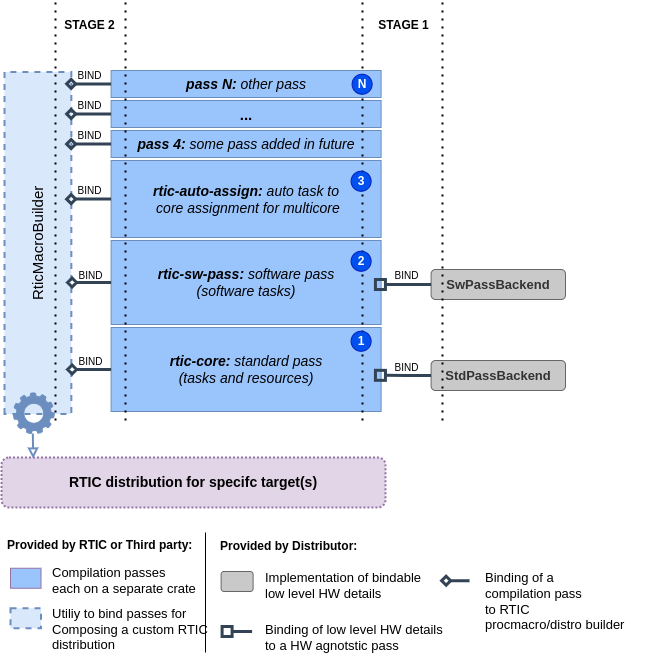 STAGE 2
STAGE 1
BIND
pass N: other pass
N
BIND
...
BIND
pass 4: some pass added in future
RticMacroBuilder
BIND
rtic-auto-assign: auto task to
core assignment for multicore
3
BIND
rtic-sw-pass: software pass
(software tasks)
2
BIND
SwPassBackend
BIND
rtic-core: standard pass
(tasks and resources)
1
BIND
StdPassBackend
RTIC distribution for specifc target(s)
Provided by RTIC or Third party:
Compilation passes
each on a separate crate
Utiliy to bind passes for
Composing a custom RTIC
distribution
Provided by Distributor:
Implementation of bindable
low level HW details
Binding of low level HW details
to a HW agnotstic pass
Binding of a
compilation pass
to RTIC
procmacro/distro builder